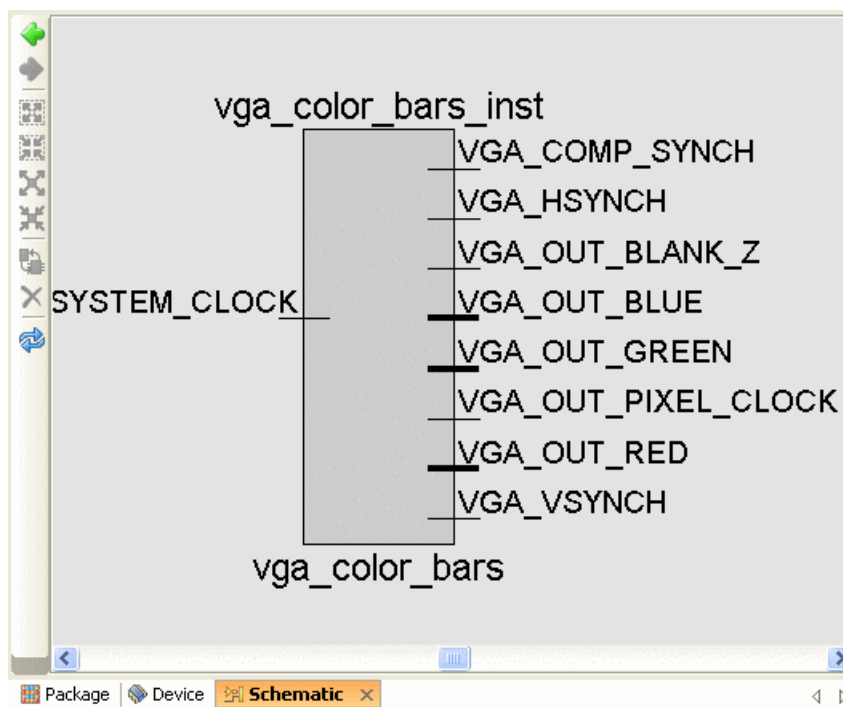 vga_color_bars_inst
VGA_COMP_SYNCH
VGA_HSYNCH
VGA_OUT_BLANK_Z
SYSTEM_CLOCK
VGA_OUT_BLUE
VGA_OUT_GREEN
VGA_OUT_PIXEL_CLOCK
VGA_OUT_RED
VGA_VSYNCH
vga_color_bars
Package Device Schematic